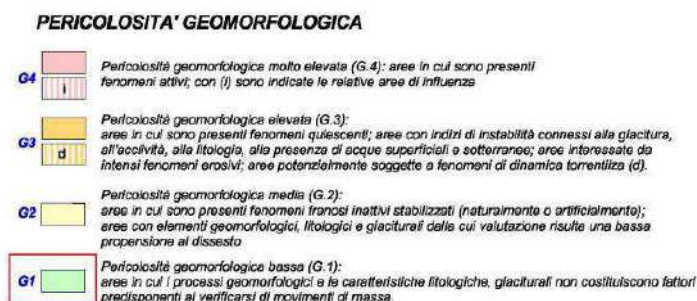 PERICOLOSITA' GEOMORFOLOGICA
G4
i
Pericolosità geomorfologica molto elevata (G.4): aree in cui sono presenti
fenomeni attivi; con (i) sono indicate le relative aree di influenza
G3
d
Pericolosità geomorfologica elevata (G.3):
aree in cui sono presenti fenomeni quiescenti; aree con indizi di instabilità connessi alla giacitura,
all'acclività, alla litologia, alla presenza di acque superficiali e sotterranee; aree interessate da
intensi fenomeni erosivi; aree potenzialmente soggette a fenomeni di dinamica torrentizia (d).
G2
Pericolosità geomorfologica media (G.2):
aree in cui sono presenti fenomeni franosi inattivi stabilizzati (naturalmente o artificialmente);
aree con elementi geomorfologici, litologici e giaciturali dalla cui valutazione risulta una bassa
propensione al dissesto
G1
Pericolosità geomorfologica bassa (G.1):
aree in cui i processi geomorfologici e le caratteristiche litologiche, giaciturali non costituiscono fattori
predisponenti al verificarsi di movimenti di massa.